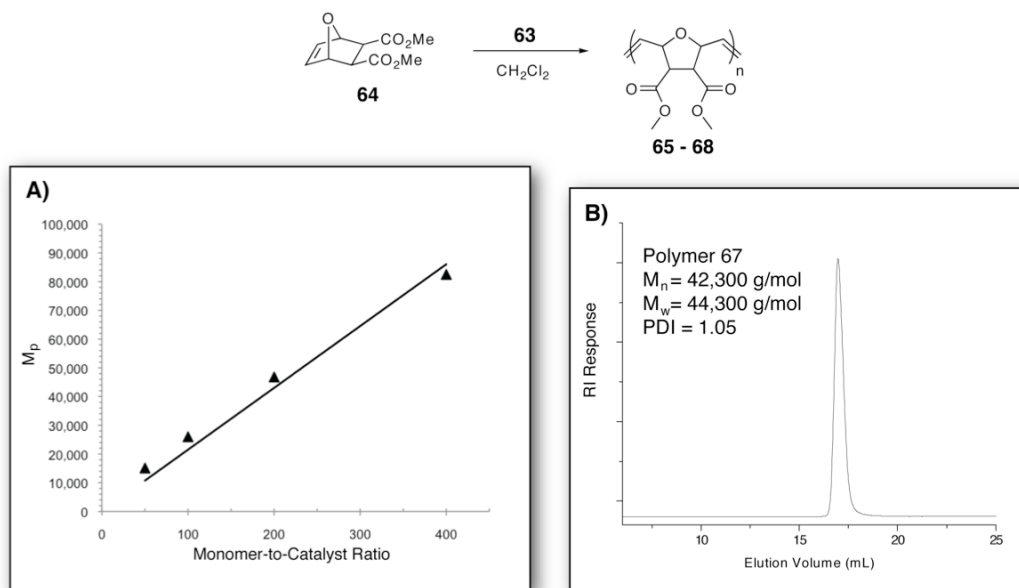 O
CO₂Me
CO₂Me
64
63
CH₂Cl₂
O
n
O
O
O
O
65 - 68
A)
100,000
90,000
80,000
70,000
60,000
50,000
40,000
30,000
20,000
10,000
0
Mₚ
0
100
200
300
400
Monomer-to-Catalyst Ratio
B)
Polymer 67
Mₙ= 42,300 g/mol
M_w= 44,300 g/mol
PDI = 1.05
RI Response
10
15
20
25
Elution Volume (mL)